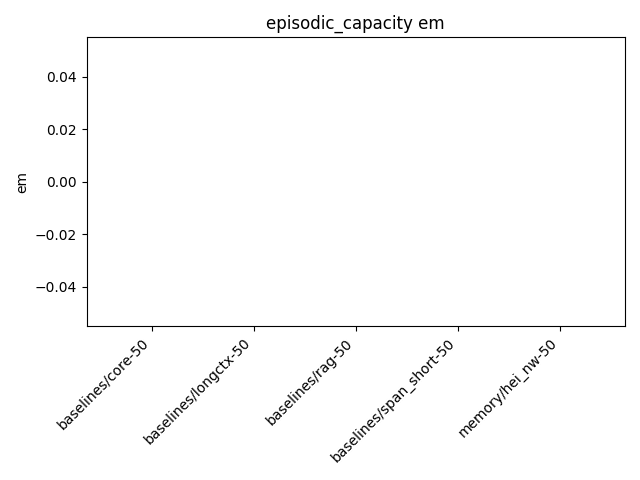 episodic_capacity em
0.04
0.02
0.00
−0.02
−0.04
em
baselines/core-50
baselines/longctx-50
baselines/rag-50
baselines/span_short-50
memory/hei_nw-50